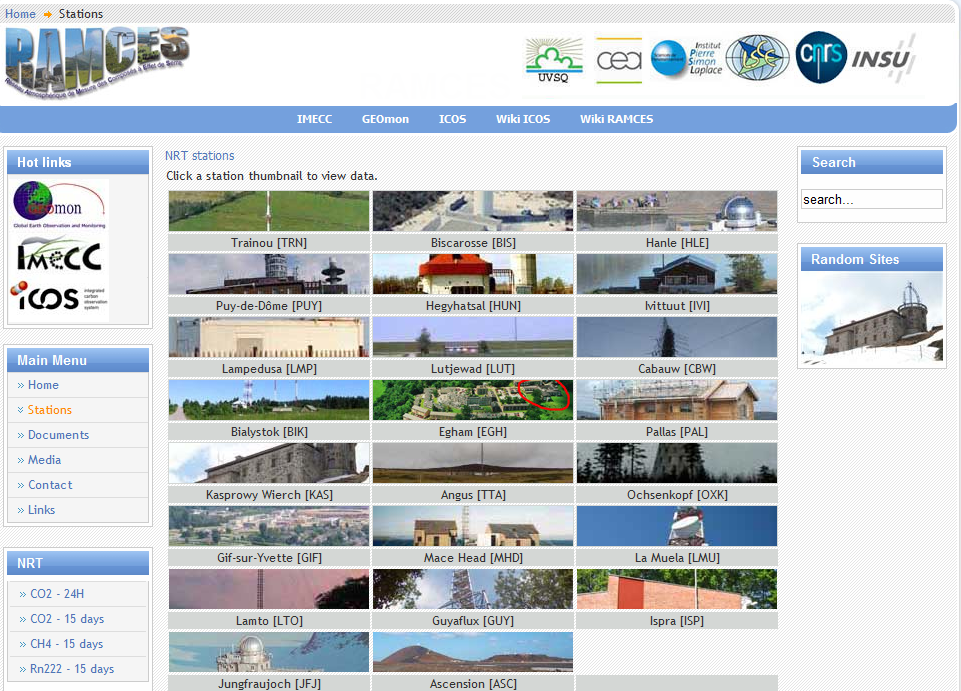 Home Stations
RAMCES
Réseau Atmosphérique de Mesure des Composés à Effet de Serre
UVSQ
cea
Institut
Pierre
Simon
Laplace
LSCE
cnrs
INSU
IMECC GEOmon ICOS Wiki ICOS Wiki RAMCES
Hot links
geomon
Global Earth Observation and Monitoring
ImeCC
icos
integrated
carbon
observation
system
Main Menu
» Home
» Stations
» Documents
» Media
» Contact
» Links
NRT
» CO2 - 24H
» CO2 - 15 days
» CH4 - 15 days
» Rn222 - 15 days
NRT stations
Click a station thumbnail to view data.
Trainou [TRN] Biscarosse [BIS] Hanle [HLE]
Puy-de-Dôme [PUY] Hegyhatsal [HUN] Ivittuut [IVI]
Lampedusa [LMP] Lutjewad [LUT] Cabauw [CBW]
Bialystok [BIK] Egham [EGH] Pallas [PAL]
Kasprowy Wierch [KAS] Angus [TTA] Ochsenkopf [OXK]
Gif-sur-Yvette [GIF] Mace Head [MHD] La Muela [LMU]
Lamto [LTO] Guyaflux [GUY] Ispra [ISP]
Jungfraujoch [JFJ] Ascension [ASC]
Search
search...
Random Sites